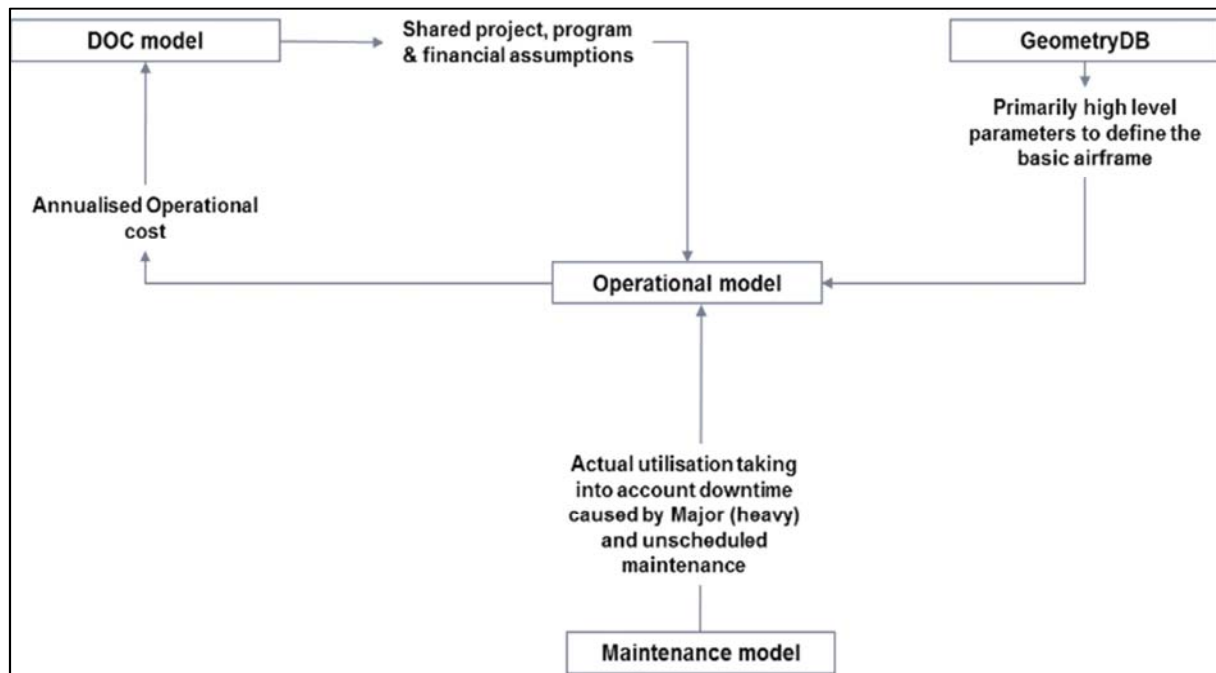 DOC model
Shared project, program
& financial assumptions
GeometryDB
Primarily high level
parameters to define the
basic airframe
Annualised Operational
cost
Operational model
Actual utilisation taking
into account downtime
caused by Major (heavy)
and unscheduled
maintenance
Maintenance model